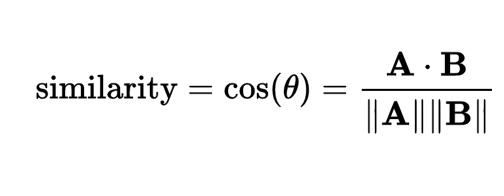 similarity = cos(θ) = A · B / ‖A‖‖B‖